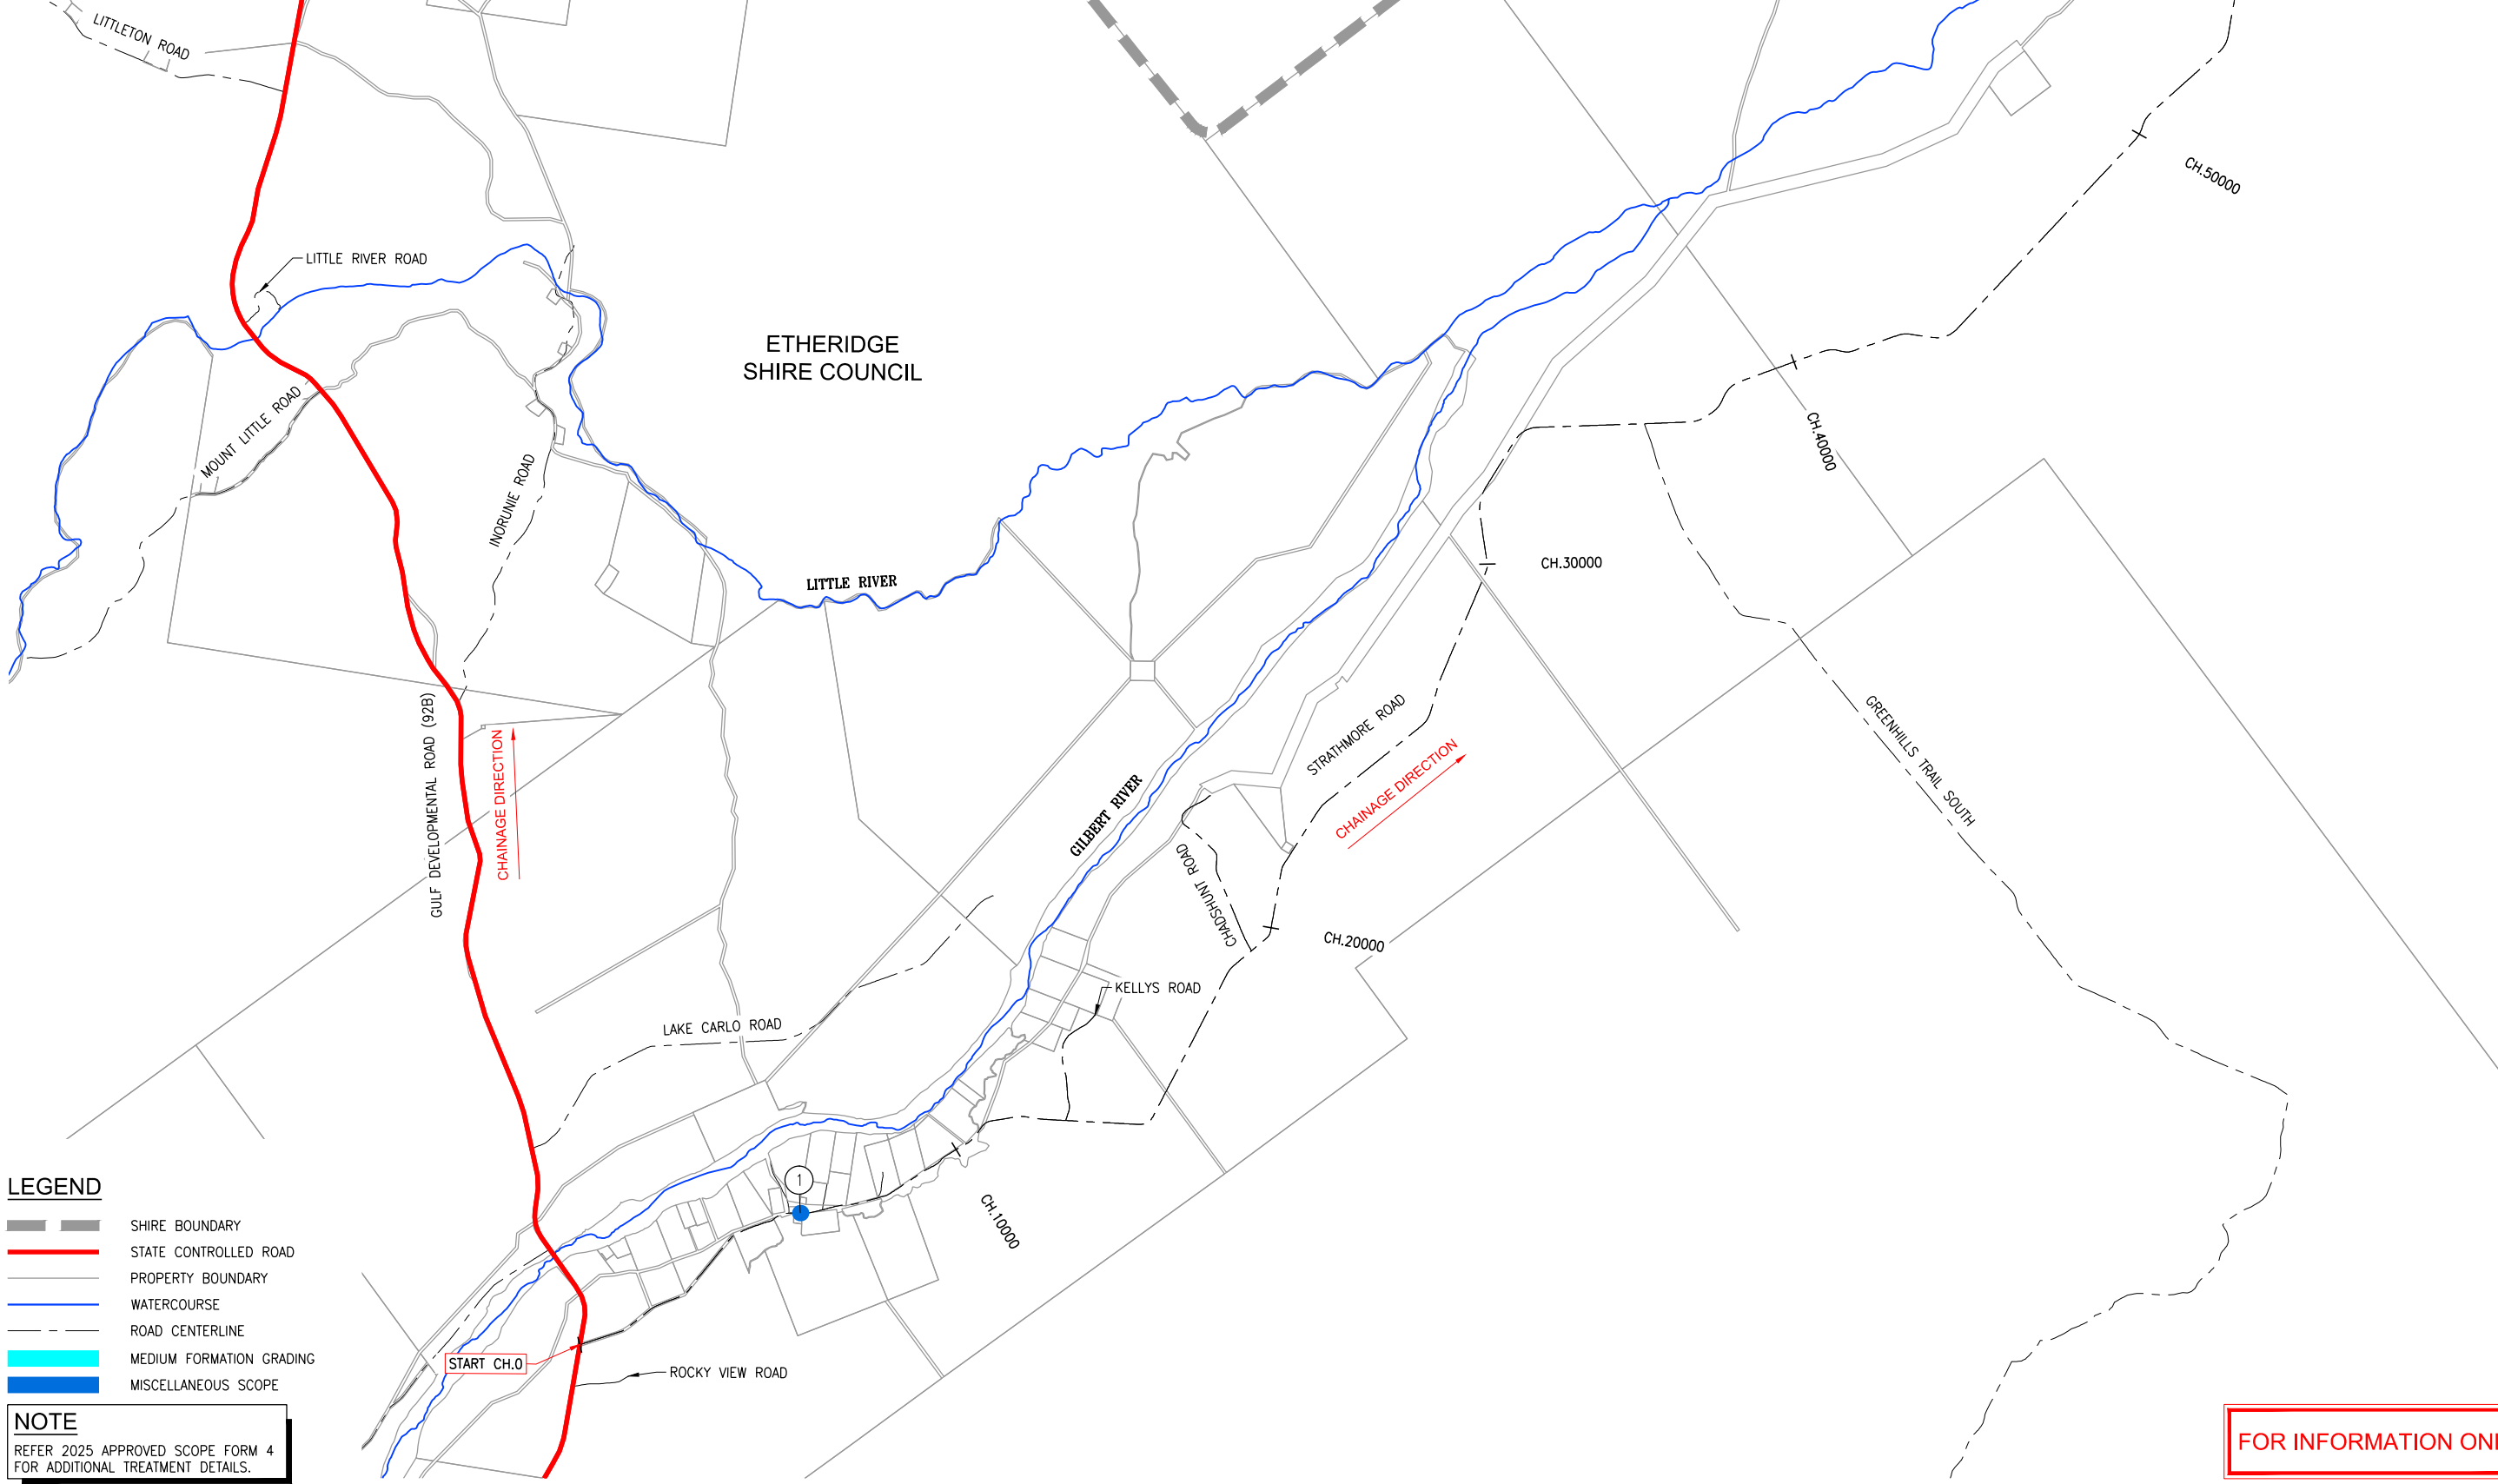 LITTLETON ROAD
CH.50000
LITTLE RIVER ROAD
ETHERIDGE
SHIRE COUNCIL
MOUNT LITTLE ROAD
CH.40000
INORUNIE ROAD
CH.30000
LITTLE RIVER
GULF DEVELOPMENTAL ROAD (92B)
CHAINAGE DIRECTION
STRATHMORE ROAD
CHAINAGE DIRECTION
GREENHILLS TRAIL SOUTH
GILBERT RIVER
CHADSHUNT ROAD
CH.20000
KELLYS ROAD
LAKE CARLO ROAD
1
CH.10000
START CH.0
ROCKY VIEW ROAD
LEGEND
SHIRE BOUNDARY
STATE CONTROLLED ROAD
PROPERTY BOUNDARY
WATERCOURSE
ROAD CENTERLINE
MEDIUM FORMATION GRADING
MISCELLANEOUS SCOPE
NOTE
REFER 2025 APPROVED SCOPE FORM 4
FOR ADDITIONAL TREATMENT DETAILS.
FOR INFORMATION